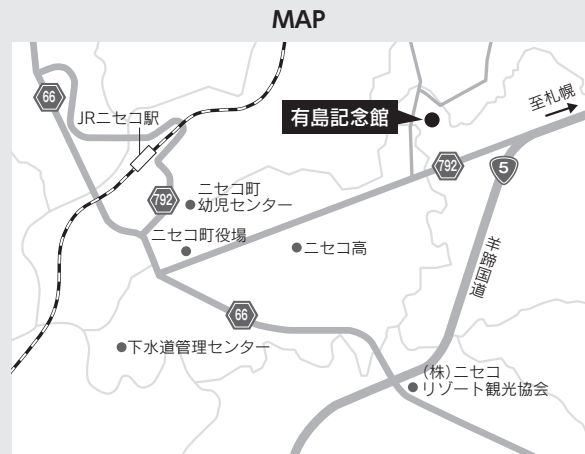 MAP
66
JRニセコ駅
有島記念館
至札幌
792
5
792
ニセコ町
幼児センター
ニセコ町役場
ニセコ高
羊蹄国道
66
下水道管理センター
(株)ニセコ
リゾート観光協会